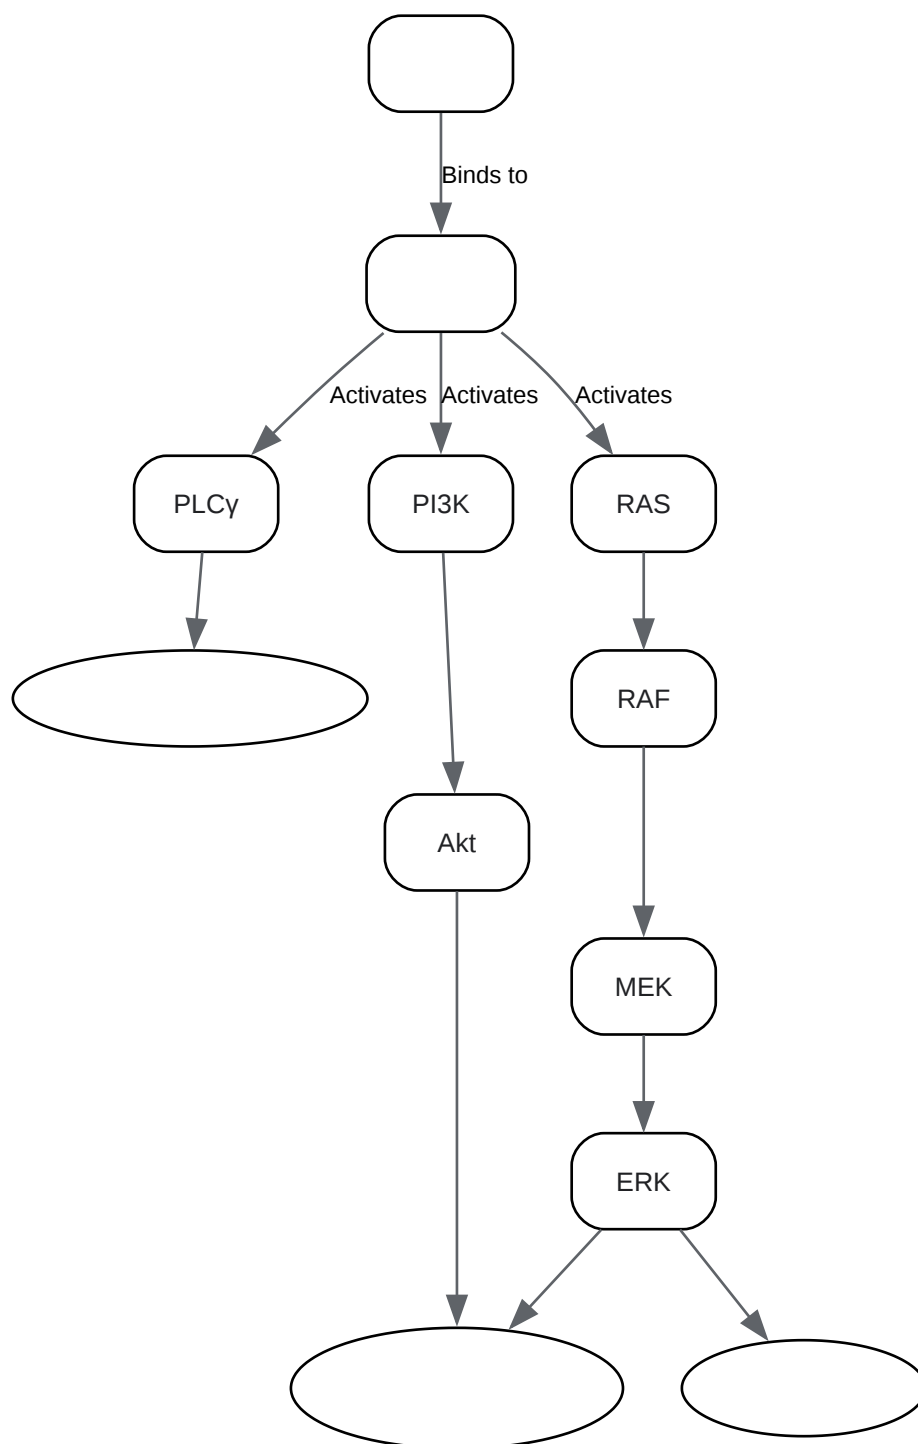 Binds to
Activates
Activates
Activates
PLCγ
PI3K
RAS
RAF
Akt
MEK
ERK